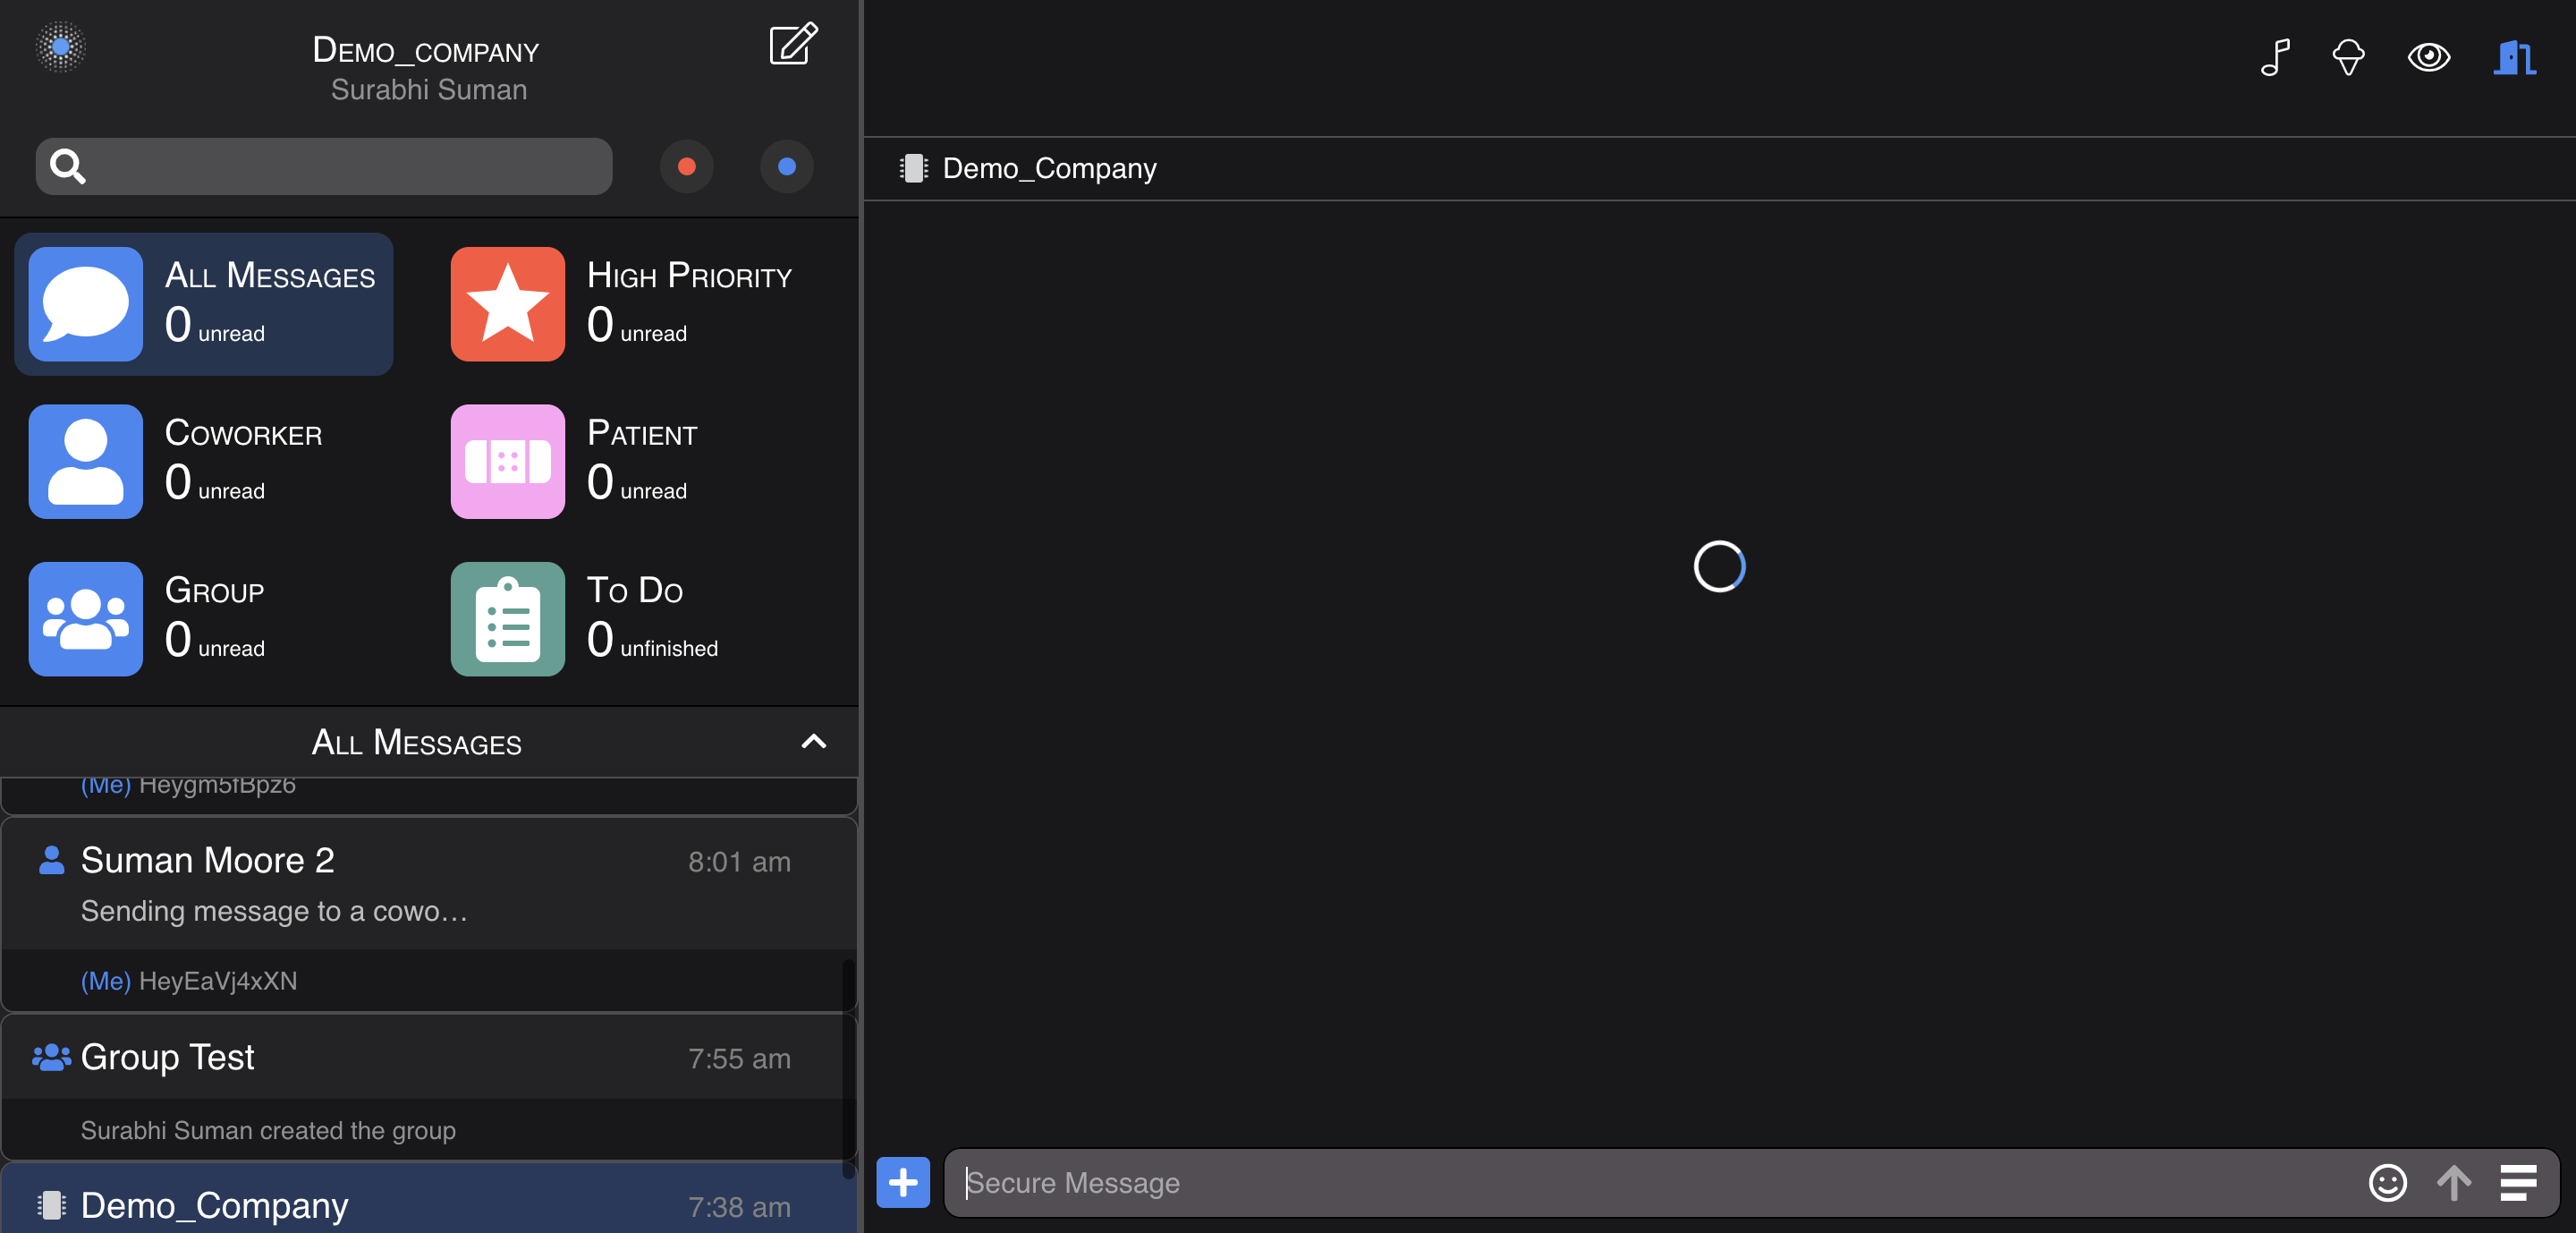 Demo_company
Surabhi Suman
All Messages
0 unread
High Priority
0 unread
Coworker
0 unread
Patient
0 unread
Group
0 unread
To Do
0 unfinished
All Messages
(Me) Heygm5fBpz6
Suman Moore 2 8:01 am
Sending message to a cowo…
(Me) HeyEaVj4xXN
Group Test 7:55 am
Surabhi Suman created the group
Demo_Company 7:38 am
Demo_Company
Secure Message